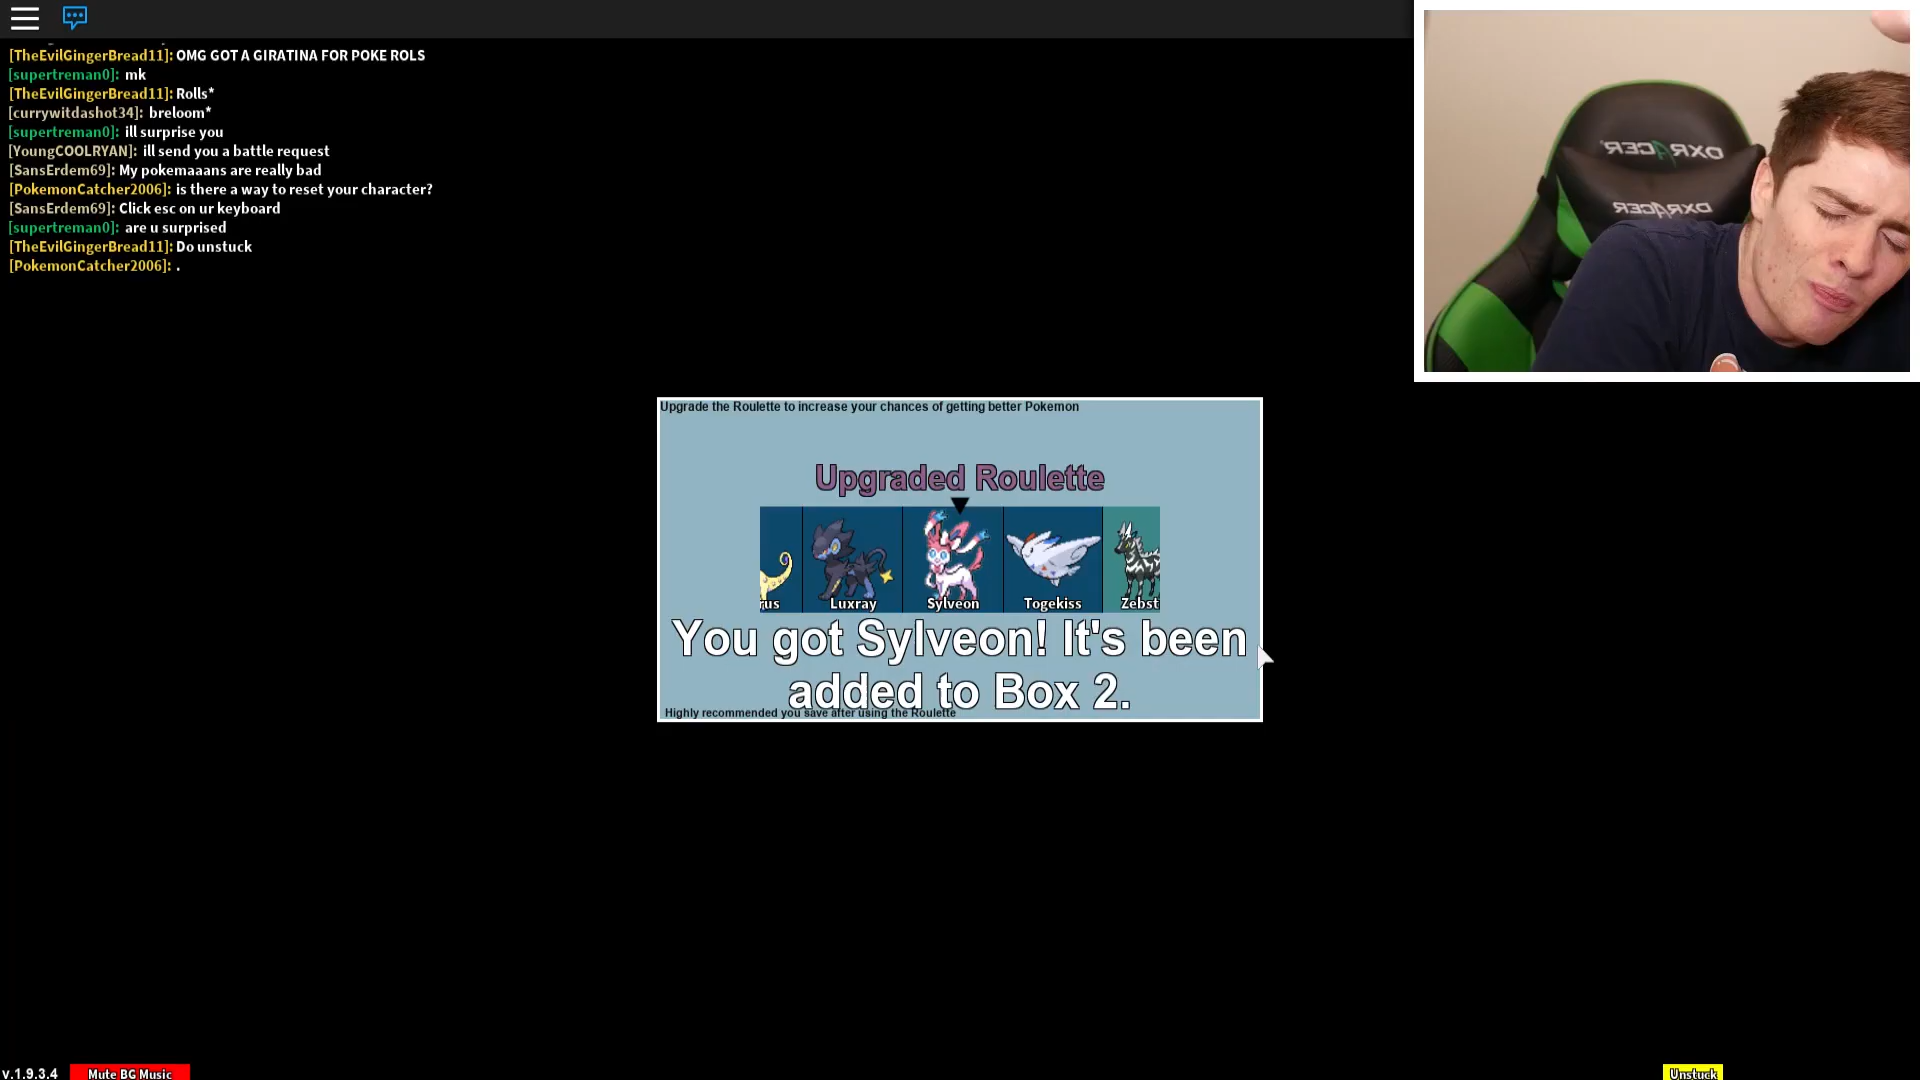 [TheEvilGingerBread11]: OMG GOT A GIRATINA FOR POKE ROLS
[supertreman0]: mk
[TheEvilGingerBread11]: Rolls*
[currywitdashot34]: breloom*
[supertreman0]: ill surprise you
[YoungCOOLRYAN]: ill send you a battle request
[SansErdem69]: My pokemaaans are really bad
[PokemonCatcher2006]: is there a way to reset your character?
[SansErdem69]: Click esc on ur keyboard
[supertreman0]: are u surprised
[TheEvilGingerBread11]: Do unstuck
[PokemonCatcher2006]: .
DXRACER
DXRACER
Upgrade the Roulette to increase your chances of getting better Pokemon
Upgraded Roulette
rus Luxray Sylveon Togekiss Zebst
You got Sylveon! It's been
added to Box 2.
Highly recommended you save after using the Roulette
v.1.9.3.4 Mute BG Music
Unstuck